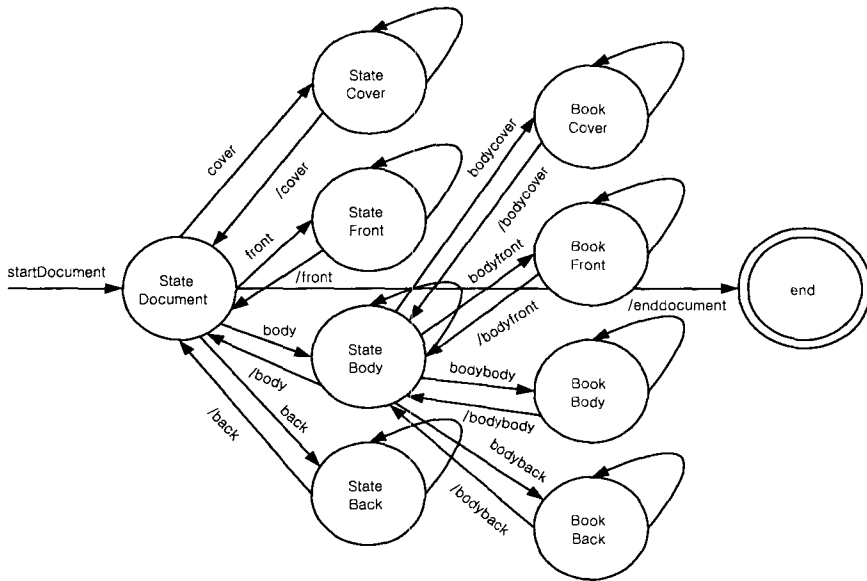 State
Cover
Book
Cover
cover
/cover
bodycover
/bodycover
State
Front
Book
Front
front
/front
bodyfront
/bodyfront
startDocument
State
Document
/enddocument
end
body
/body
State
Body
bodybody
/bodybody
Book
Body
back
/back
bodyback
/bodyback
State
Back
Book
Back